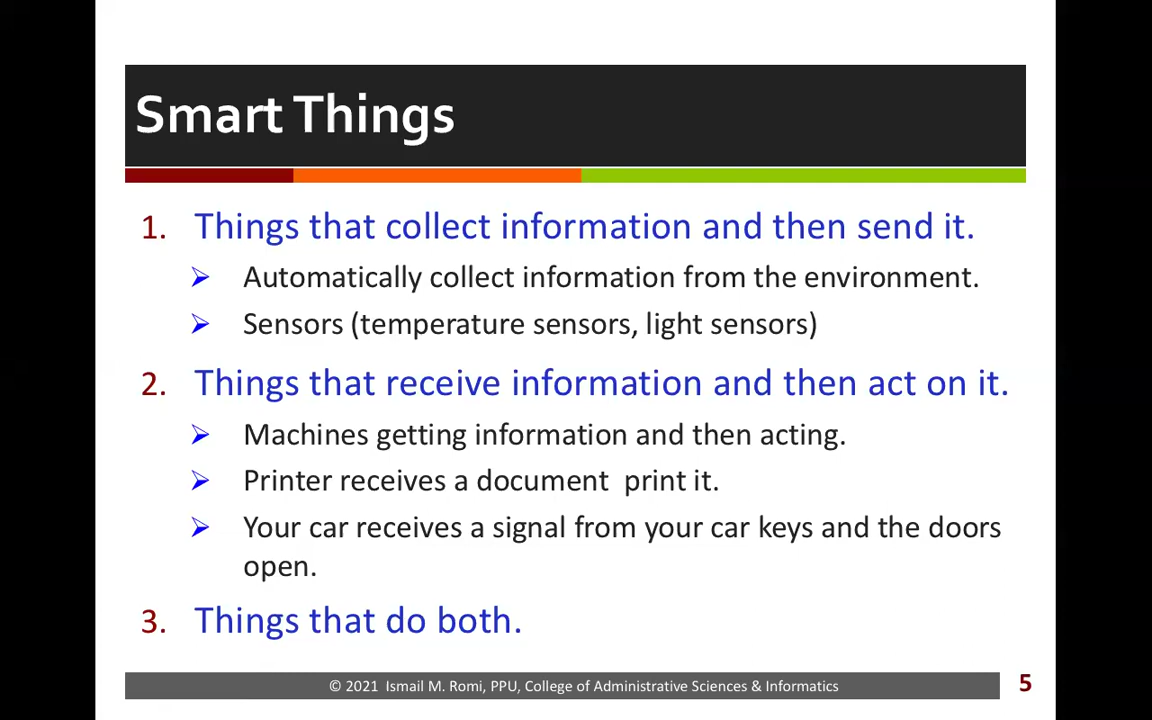 Smart Things
1. Things that collect information and then send it.
➢ Automatically collect information from the environment.
➢ Sensors (temperature sensors, light sensors)
2. Things that receive information and then act on it.
➢ Machines getting information and then acting.
➢ Printer receives a document  print it.
➢ Your car receives a signal from your car keys and the doors
open.
3. Things that do both.
© 2021 Ismail M. Romi, PPU, College of Administrative Sciences & Informatics
5